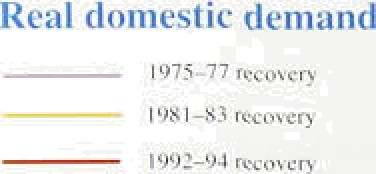 Real domestic demand
1975–77 recovery
1981–83 recovery
1992–94 recovery